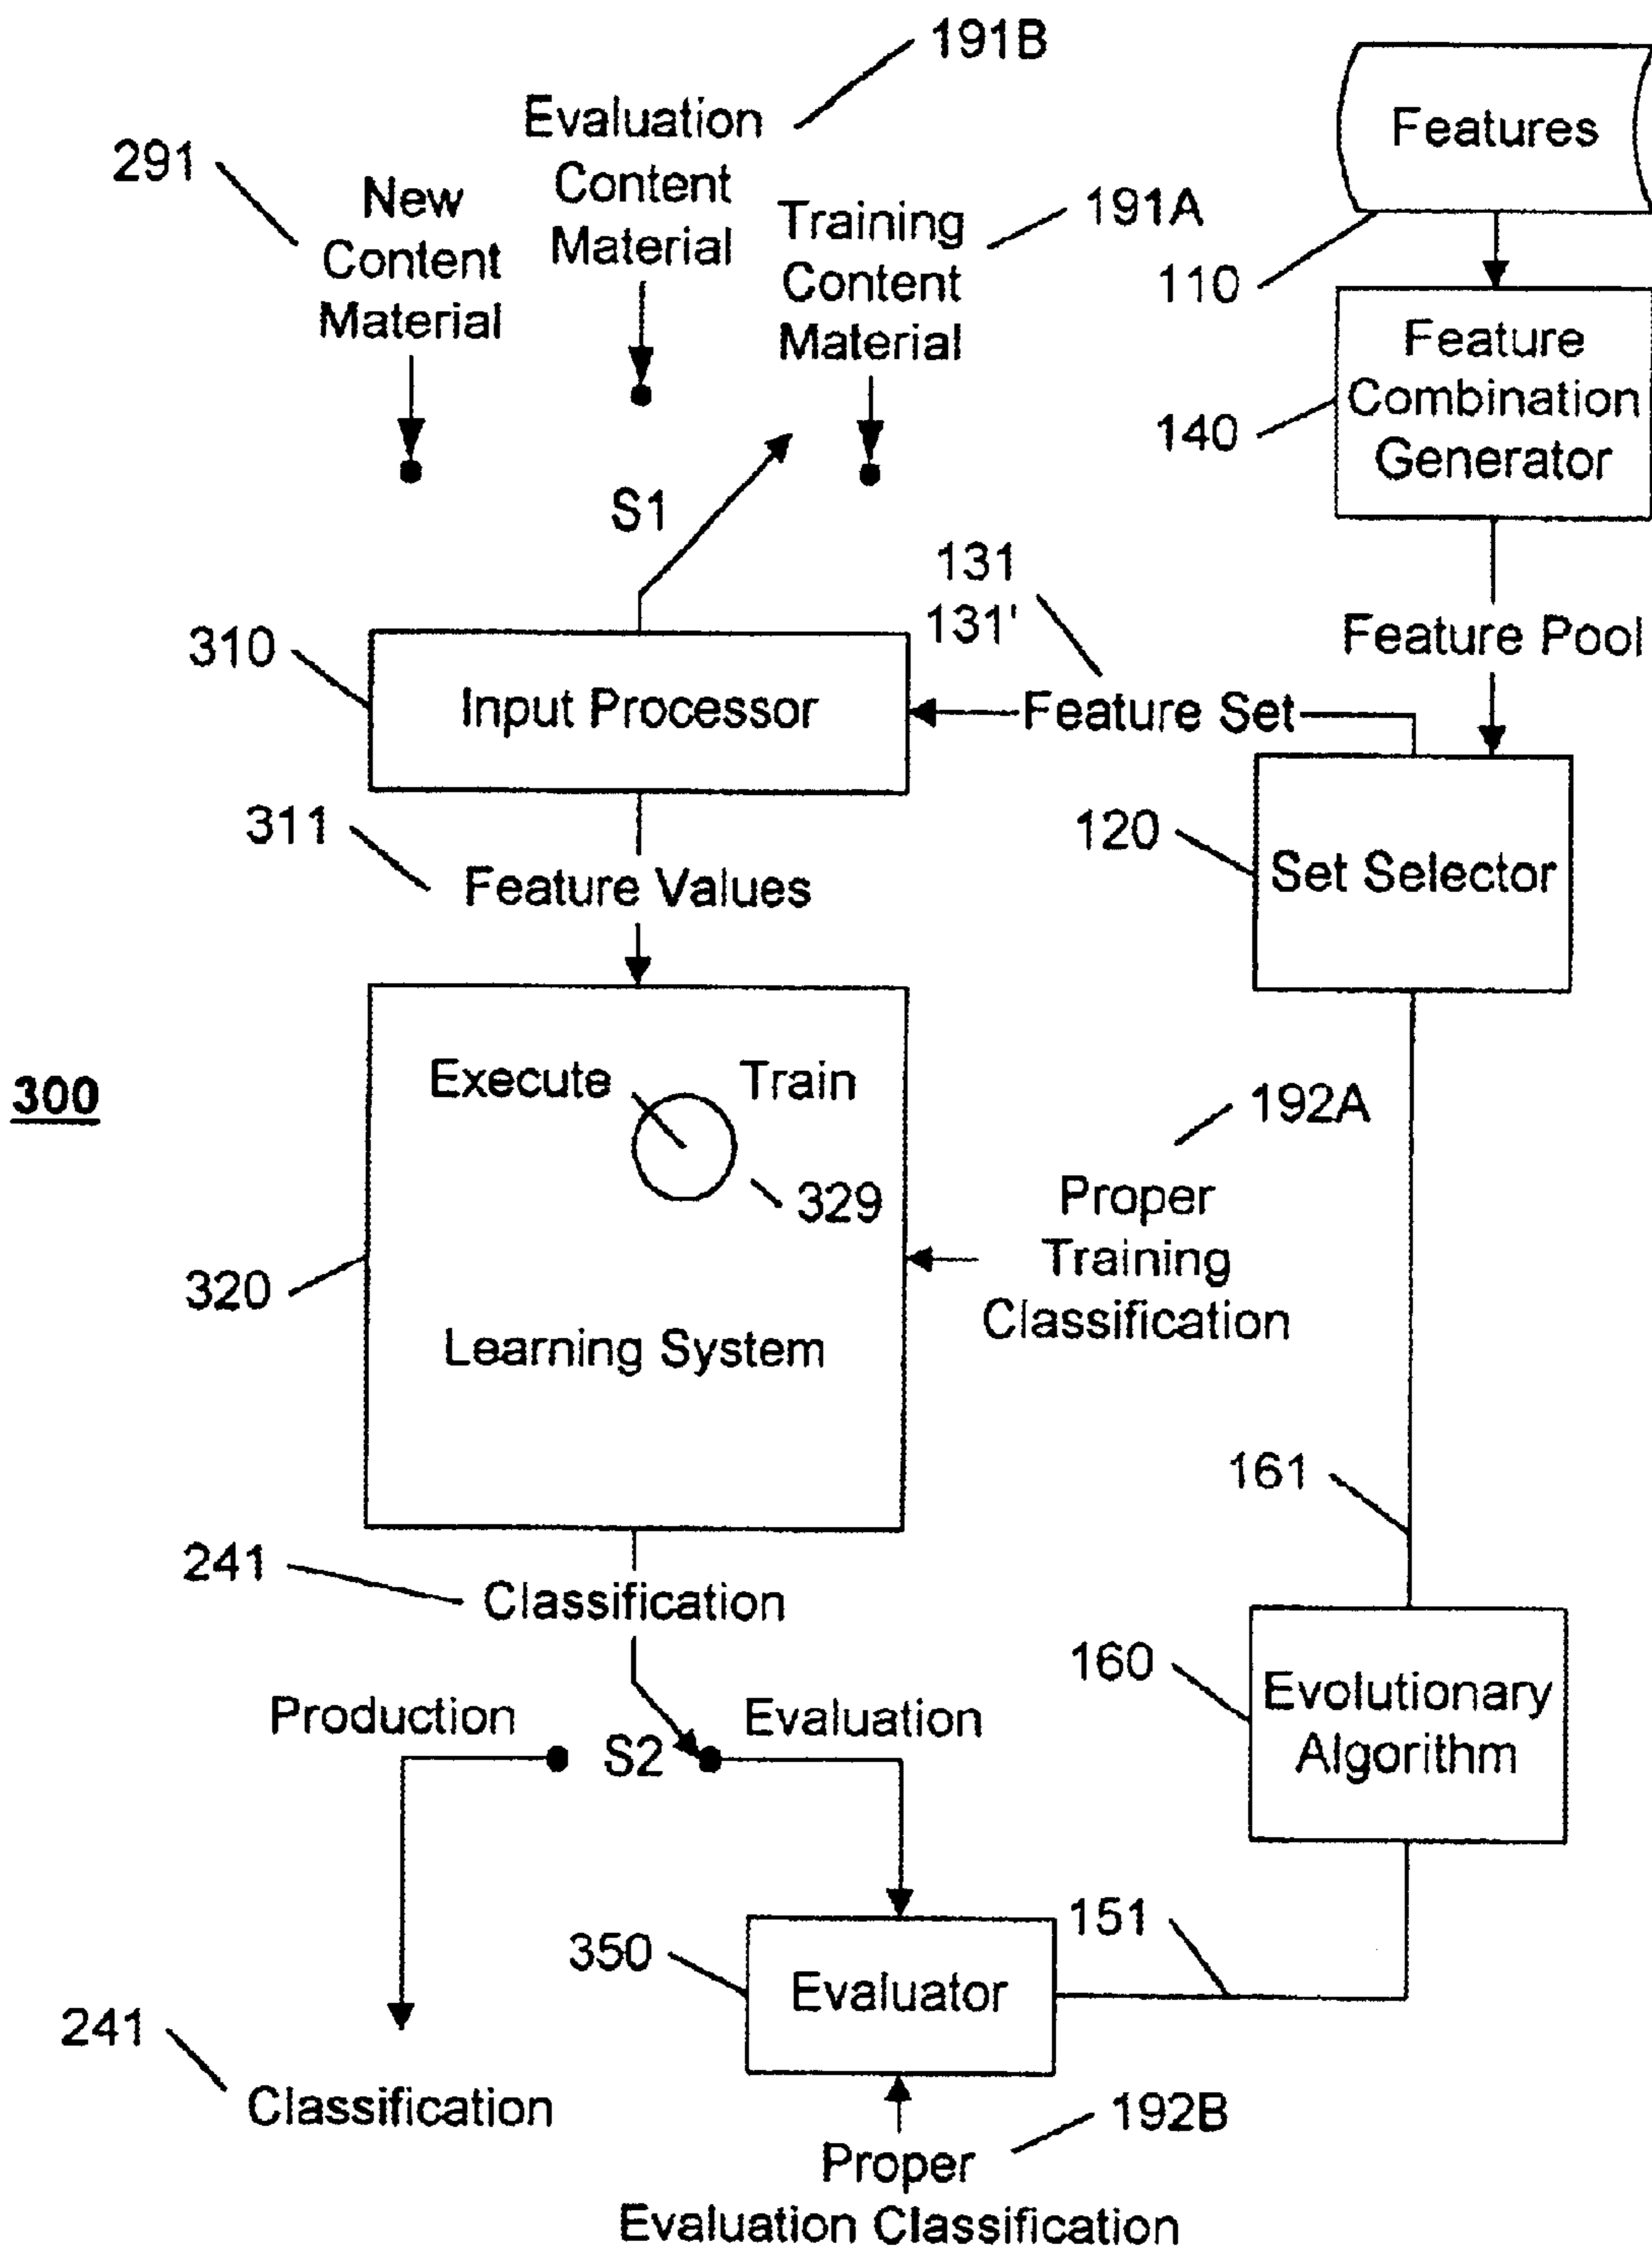 191B
Evaluation
Content
Material
291
New
Content
Material
191A
Training
Content
Material
Features
110
Feature
Combination
Generator
140
S1
131
131'
Feature Pool
310
Input Processor
Feature Set
311
Feature Values
120
Set Selector
300
Execute
Train
329
192A
Proper
Training
Classification
320
Learning System
161
241
Classification
160
Evolutionary
Algorithm
Production
S2
Evaluation
350
Evaluator
151
241
Classification
192B
Proper
Evaluation Classification